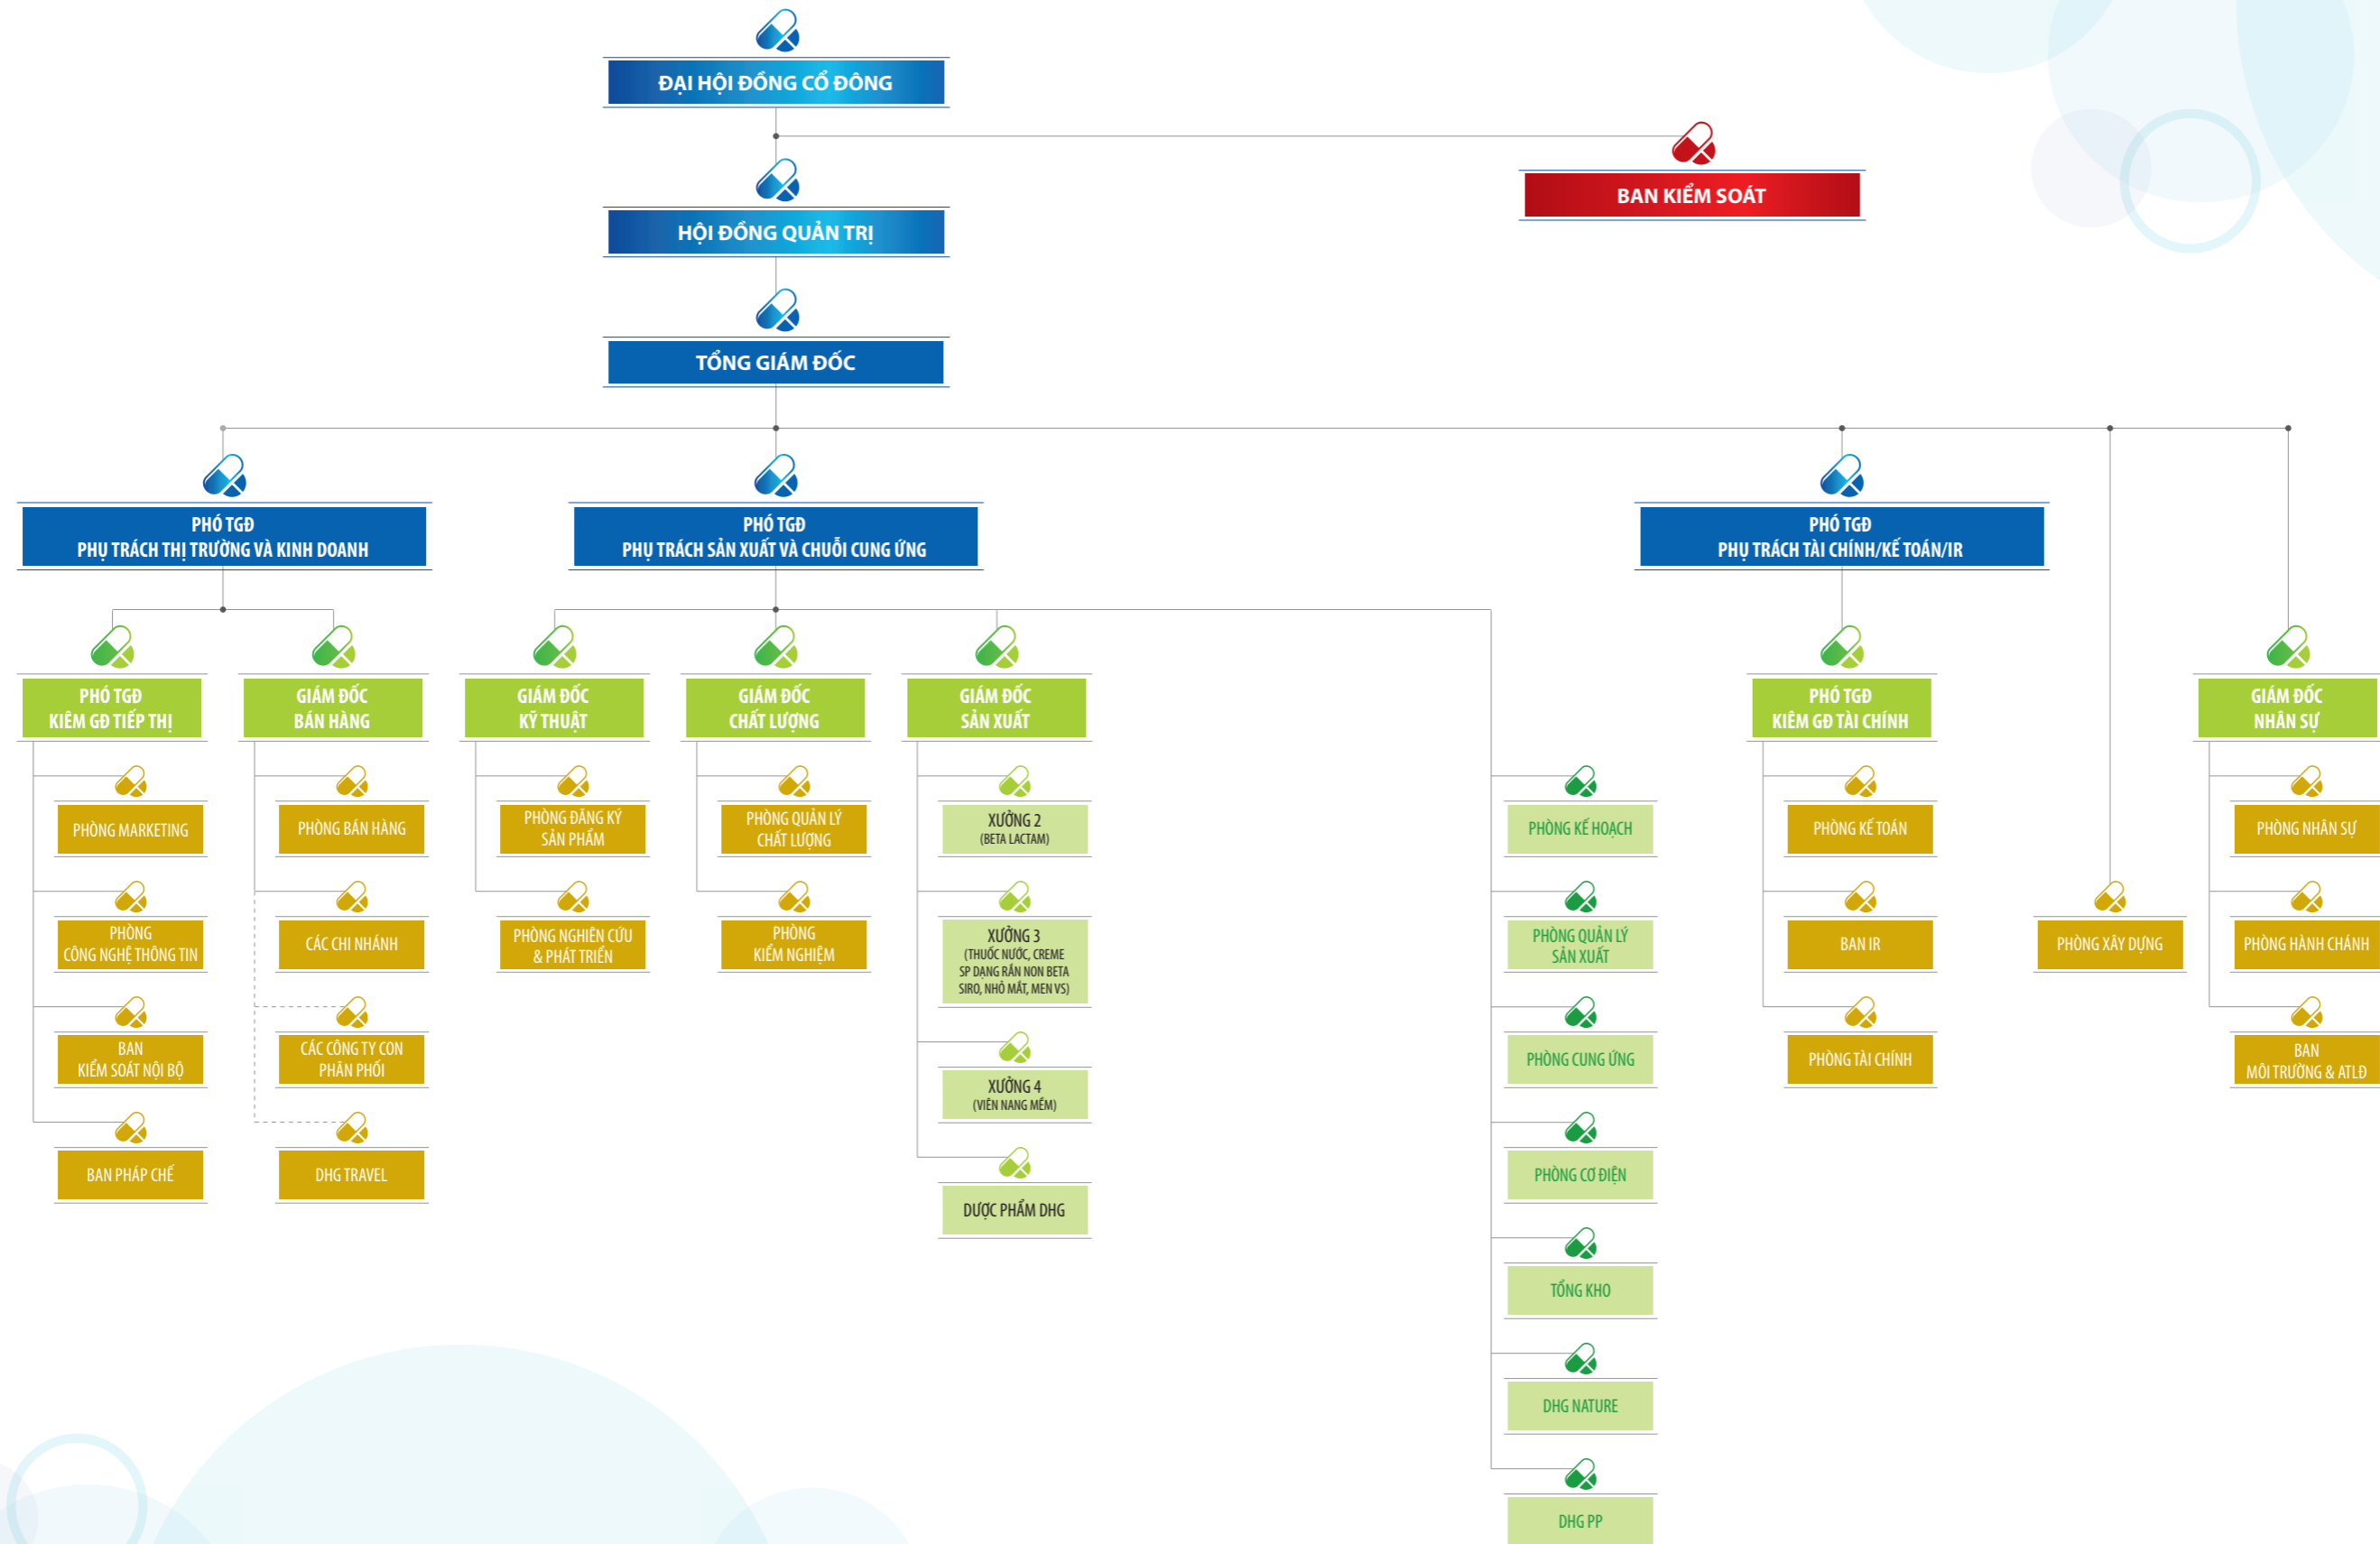 ĐẠI HỘI ĐỒNG CỔ ĐÔNG
BAN KIỂM SOÁT
HỘI ĐỒNG QUẢN TRỊ
TỔNG GIÁM ĐỐC
PHÓ TGĐ
PHỤ TRÁCH THỊ TRƯỜNG VÀ KINH DOANH
PHÓ TGĐ
PHỤ TRÁCH SẢN XUẤT VÀ CHUỖI CUNG ỨNG
PHÓ TGĐ
PHỤ TRÁCH TÀI CHÍNH/KẾ TOÁN/IR
PHÓ TGĐ
KIÊM GĐ TIẾP THỊ
GIÁM ĐỐC
BÁN HÀNG
GIÁM ĐỐC
KỸ THUẬT
GIÁM ĐỐC
CHẤT LƯỢNG
GIÁM ĐỐC
SẢN XUẤT
PHÓ TGĐ
KIÊM GĐ TÀI CHÍNH
GIÁM ĐỐC
NHÂN SỰ
PHÒNG MARKETING
PHÒNG
CÔNG NGHỆ THÔNG TIN
BAN
KIỂM SOÁT NỘI BỘ
BAN PHÁP CHẾ
PHÒNG BÁN HÀNG
CÁC CHI NHÁNH
CÁC CÔNG TY CON
PHÂN PHỐI
DHG TRAVEL
PHÒNG ĐĂNG KÝ
SẢN PHẨM
PHÒNG NGHIÊN CỨU
& PHÁT TRIỂN
PHÒNG QUẢN LÝ
CHẤT LƯỢNG
PHÒNG
KIỂM NGHIỆM
XƯỞNG 2
(BETA LACTAM)
XƯỞNG 3
(THUỐC NƯỚC, CREME
SP DẠNG RẮN NON BETA
SIRO, NHỎ MẮT, MEN VS)
XƯỞNG 4
(VIÊN NANG MỀM)
DƯỢC PHẨM DHG
PHÒNG KẾ HOẠCH
PHÒNG QUẢN LÝ
SẢN XUẤT
PHÒNG CUNG ỨNG
PHÒNG CƠ ĐIỆN
TỔNG KHO
DHG NATURE
DHG PP
PHÒNG KẾ TOÁN
BAN IR
PHÒNG TÀI CHÍNH
PHÒNG XÂY DỰNG
PHÒNG NHÂN SỰ
PHÒNG HÀNH CHÁNH
BAN
MÔI TRƯỜNG & ATLĐ